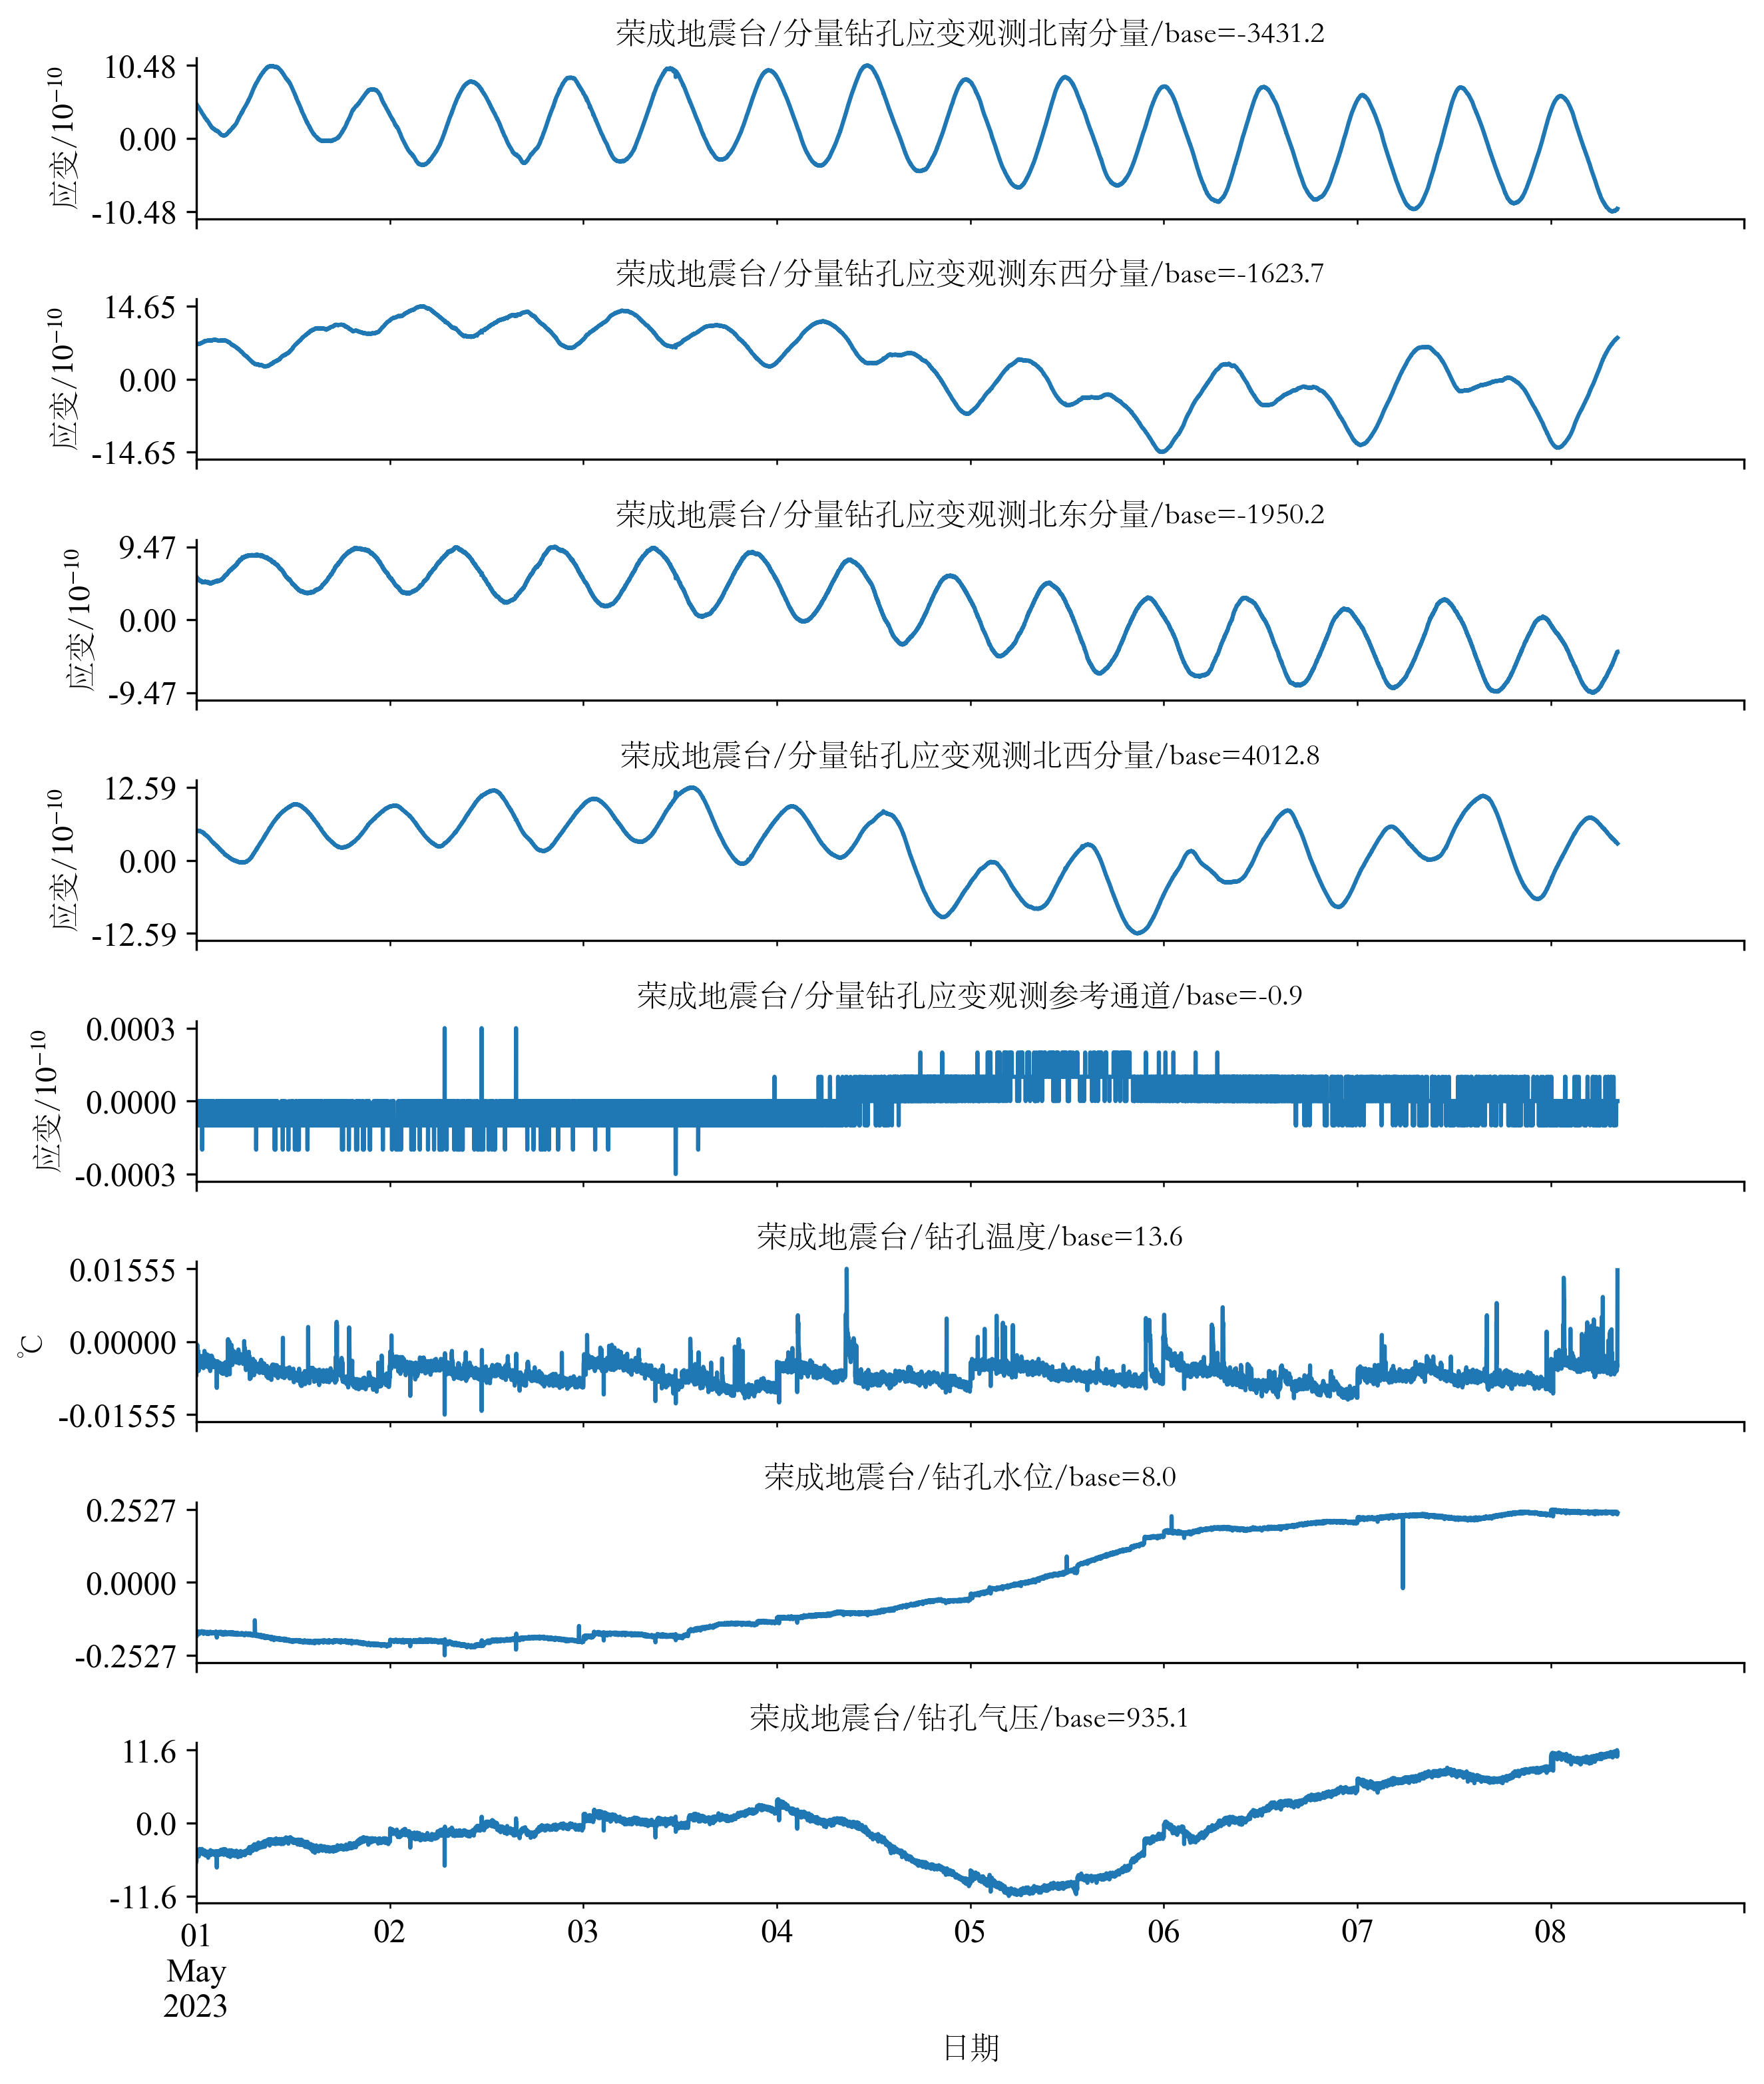 荣成地震台/分量钻孔应变观测北南分量/base=-3431.2
10.48
0.00
-10.48
应变/10⁻¹⁰
荣成地震台/分量钻孔应变观测东西分量/base=-1623.7
14.65
0.00
-14.65
应变/10⁻¹⁰
荣成地震台/分量钻孔应变观测北东分量/base=-1950.2
9.47
0.00
-9.47
应变/10⁻¹⁰
荣成地震台/分量钻孔应变观测北西分量/base=4012.8
12.59
0.00
-12.59
应变/10⁻¹⁰
荣成地震台/分量钻孔应变观测参考通道/base=-0.9
0.0003
0.0000
-0.0003
应变/10⁻¹⁰
荣成地震台/钻孔温度/base=13.6
0.01555
0.00000
-0.01555
℃
荣成地震台/钻孔水位/base=8.0
0.2527
0.0000
-0.2527
荣成地震台/钻孔气压/base=935.1
11.6
0.0
-11.6
01 02 03 04 05 06 07 08
May
2023
日期